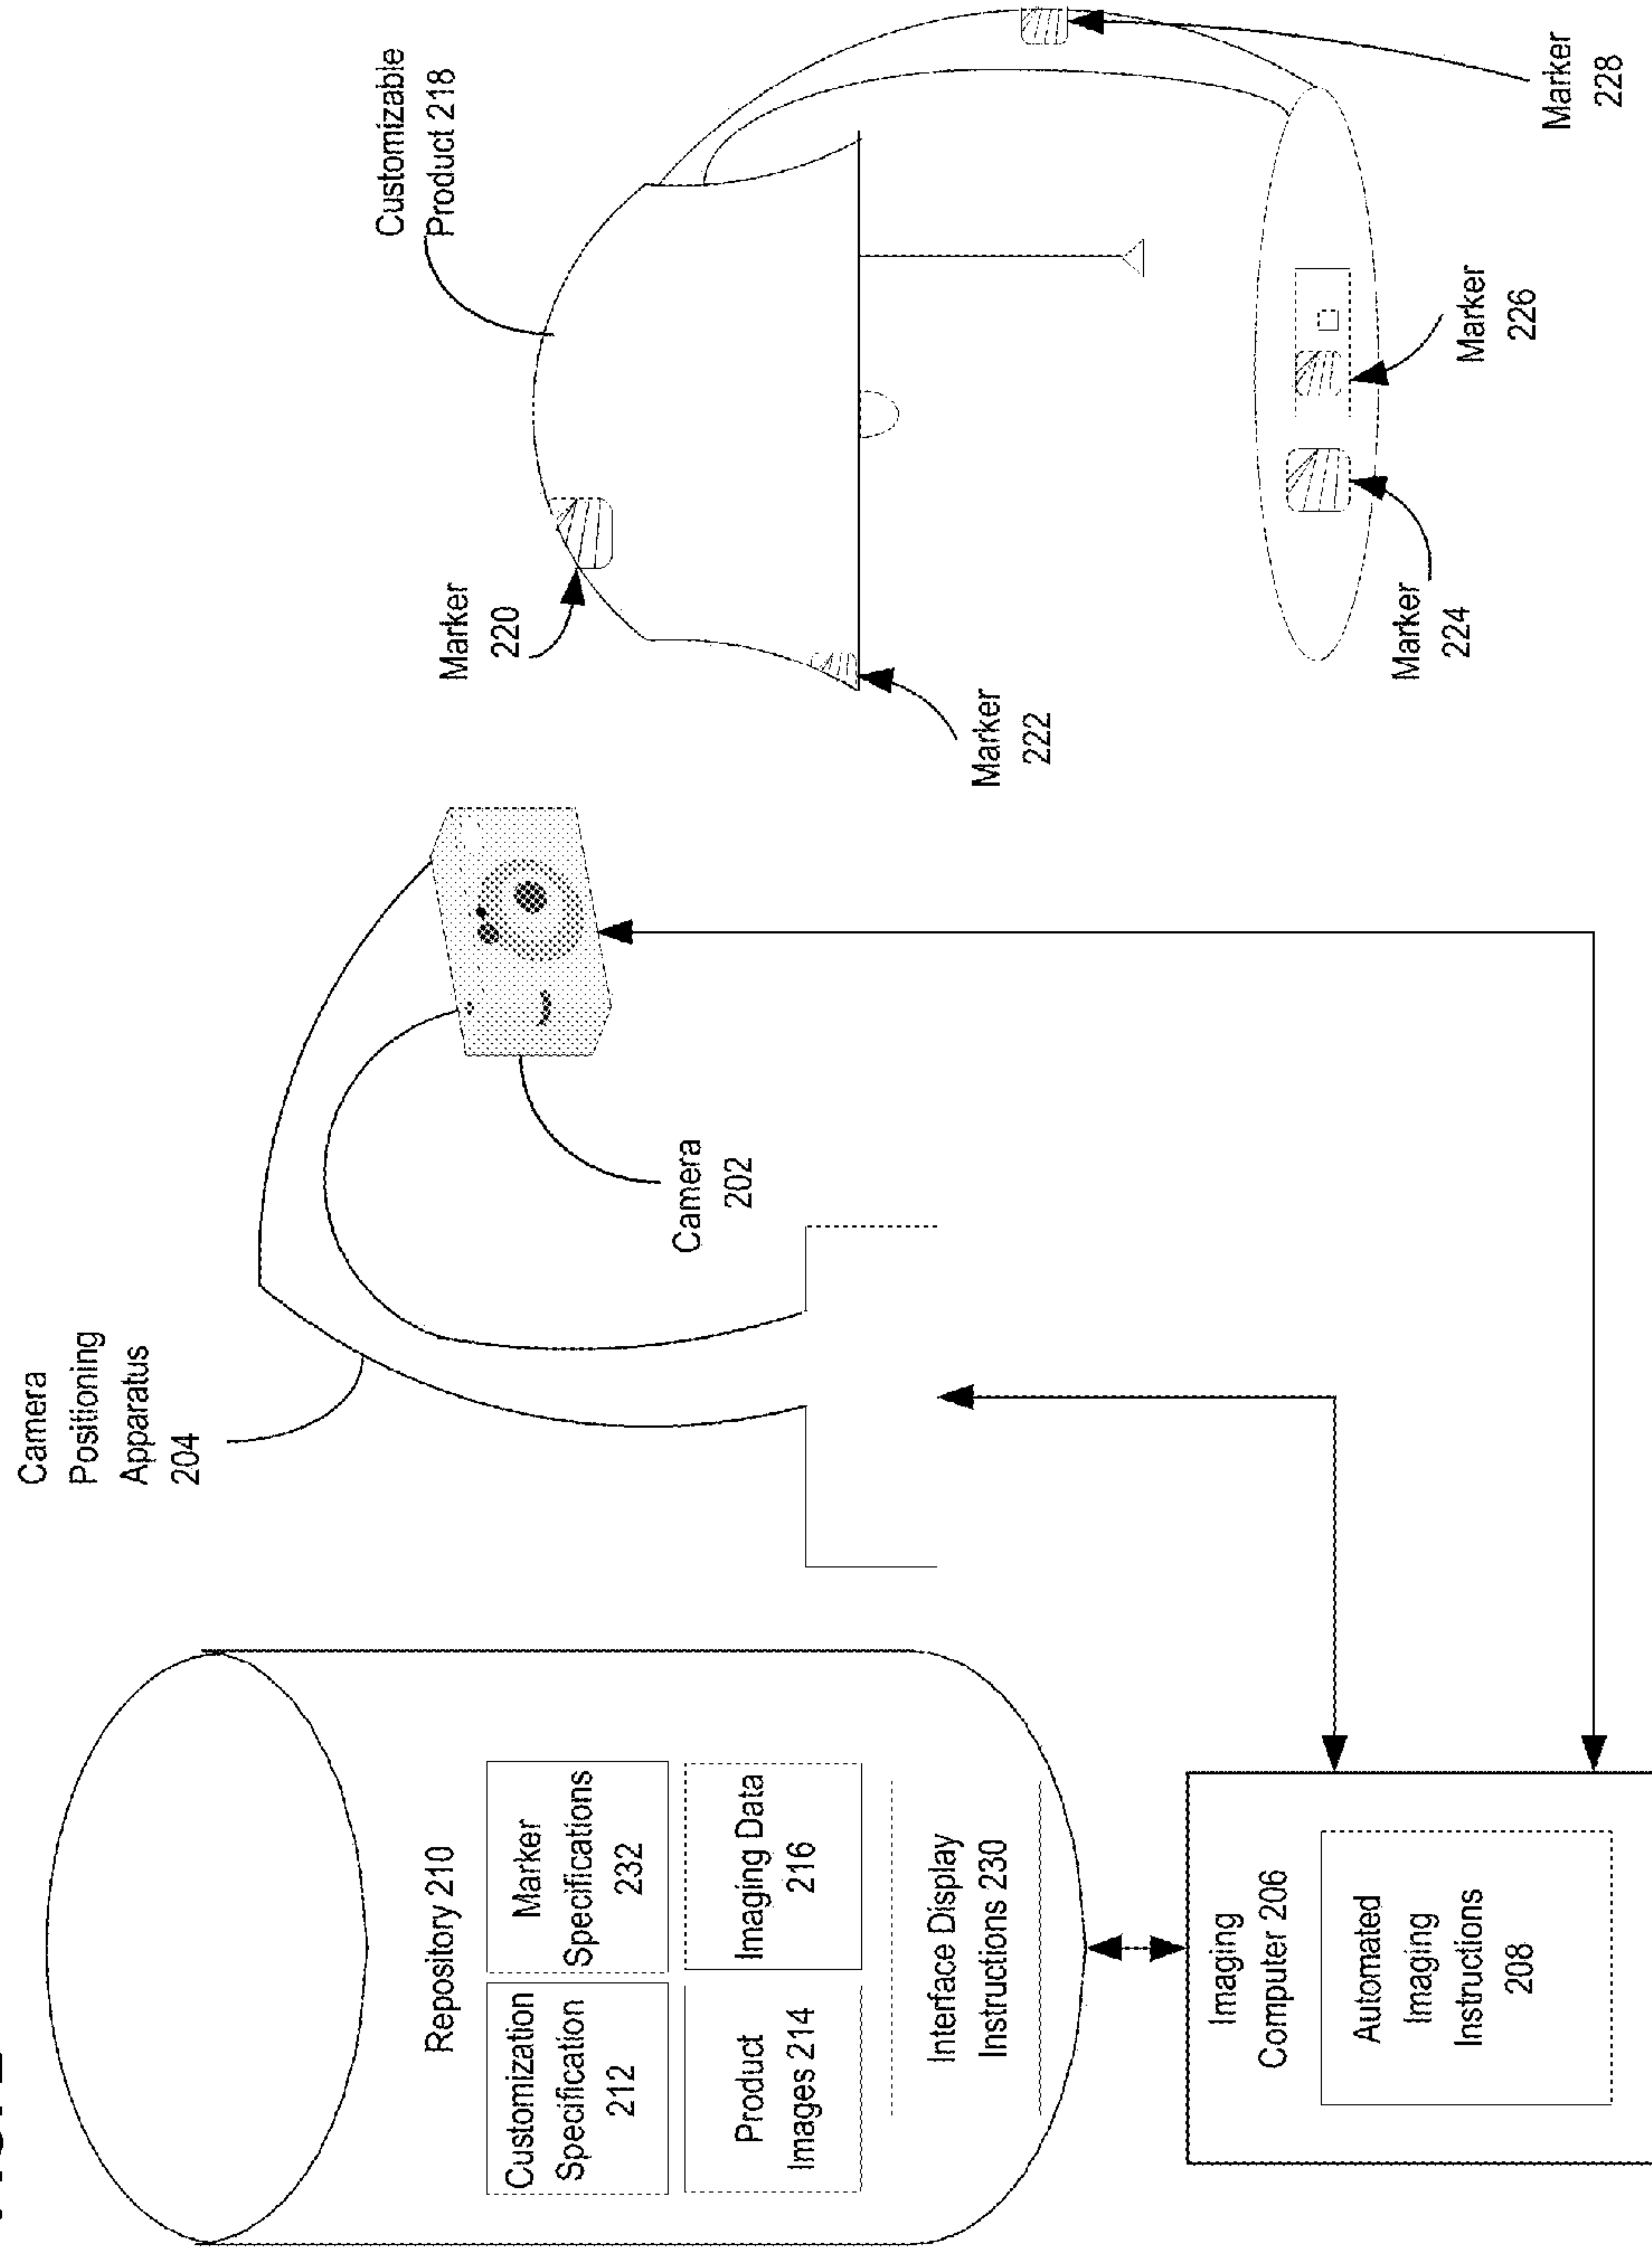 Camera
Positioning
Apparatus
204
Customizable
Product 218
Repository 210
Customization
Specification
212
Marker
Specifications
232
Product
Images 214
Imaging Data
216
Interface Display
Instructions 230
Imaging
Computer 206
Automated
Imaging
Instructions
208
Camera
202
Marker
220
Marker
222
Marker
224
Marker
226
Marker
228